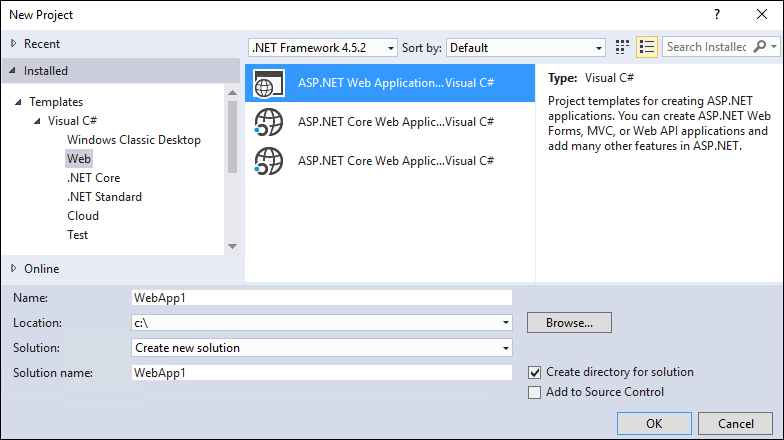 New Project
?
Recent
.NET Framework 4.5.2
Sort by:
Default
Search Installed
Installed
Templates
Visual C#
Windows Classic Desktop
Web
.NET Core
.NET Standard
Cloud
Test
Online
ASP.NET Web Application...Visual C#
ASP.NET Core Web Applic...Visual C#
ASP.NET Core Web Applic...Visual C#
Type: Visual C#
Project templates for creating ASP.NET
applications. You can create ASP.NET Web
Forms, MVC, or Web API applications and
add many other features in ASP.NET.
Name:
WebApp1
Location:
c:\
Browse...
Solution:
Create new solution
Solution name:
WebApp1
Create directory for solution
Add to Source Control
OK
Cancel